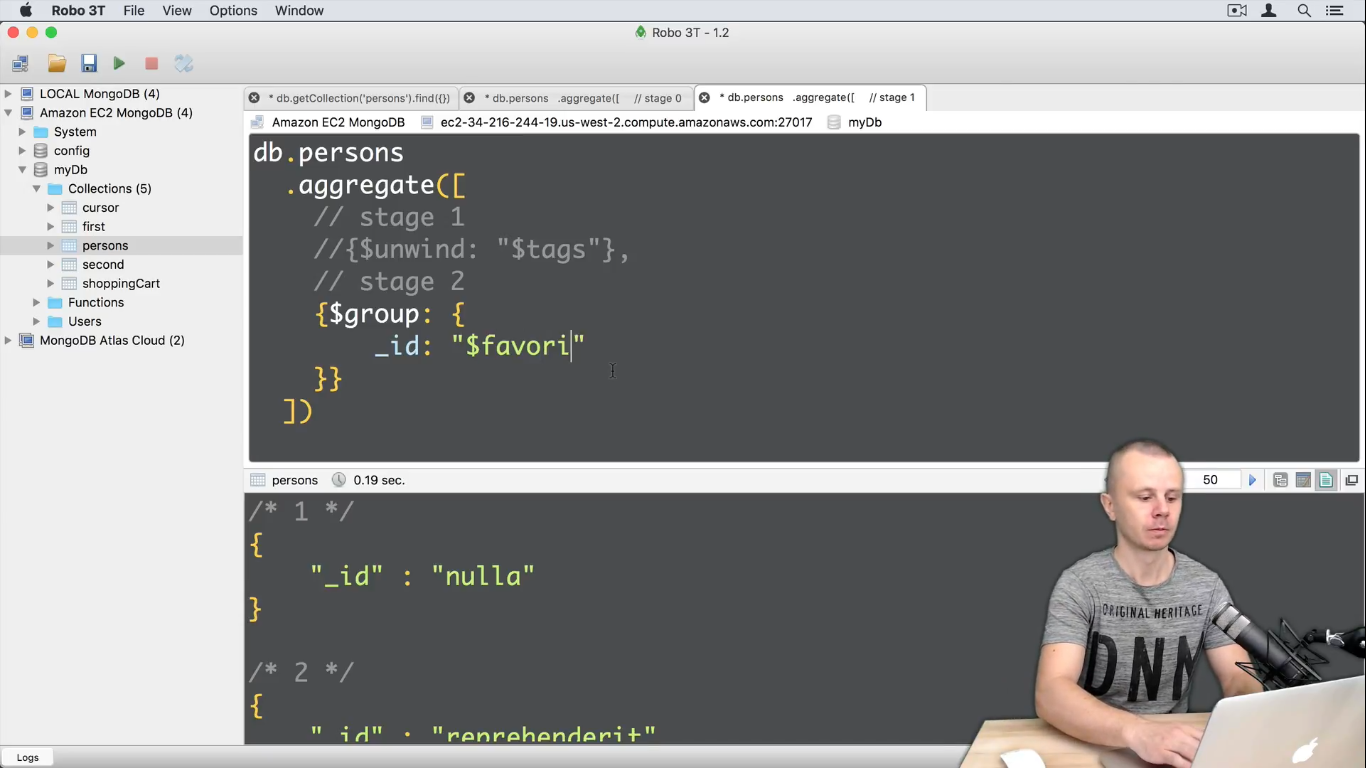 Robo 3T File View Options Window
Robo 3T - 1.2
LOCAL MongoDB (4)
Amazon EC2 MongoDB (4)
System
config
myDb
Collections (5)
cursor
first
persons
second
shoppingCart
Functions
Users
MongoDB Atlas Cloud (2)
* db.getCollection('persons').find({}) * db.persons .aggregate([ // stage 0 * db.persons .aggregate([ // stage 1
Amazon EC2 MongoDB ec2-34-216-244-19.us-west-2.compute.amazonaws.com:27017 myDb
db.persons
.aggregate([
// stage 1
//{$unwind: "$tags"},
// stage 2
{$group: {
_id: "$favori"
}}
])
persons 0.19 sec. 50
/* 1 */
{
"_id" : "nulla"
}
/* 2 */
{
"_id" : "reprehenderit"
ORIGINAL HERITAGE
DNM
Logs